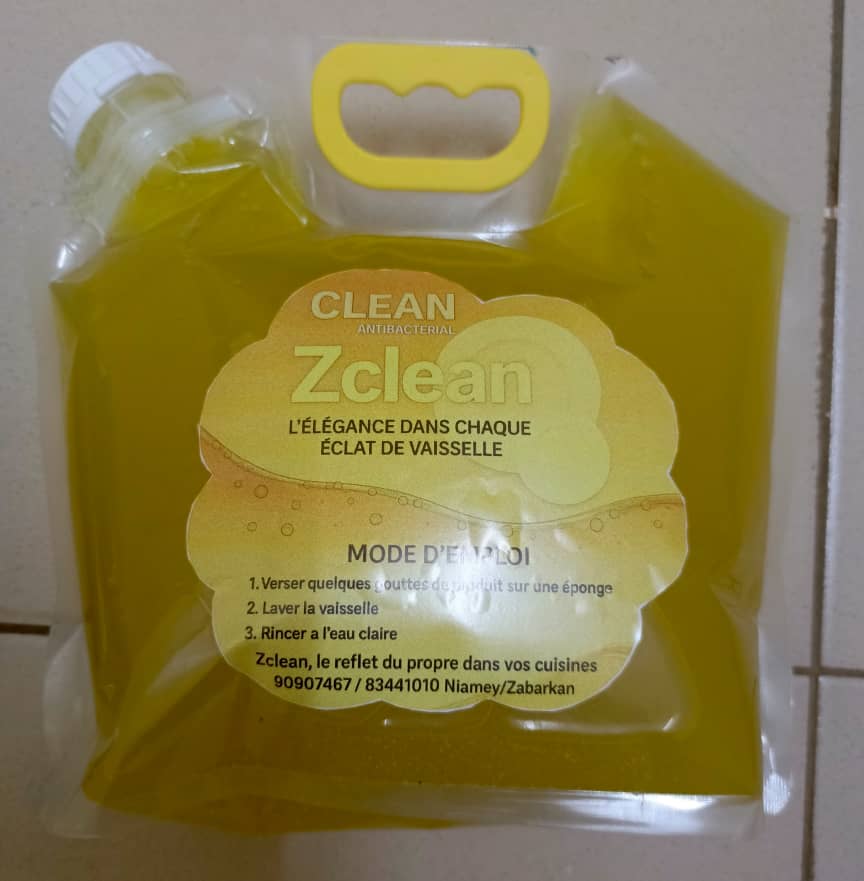 CLEAN
ANTIBACTERIAL
Zclean
L'ÉLÉGANCE DANS CHAQUE
ÉCLAT DE VAISSELLE
MODE D'EMPLOI
1. Verser quelques gouttes de produit sur une éponge
2. Laver la vaisselle
3. Rincer a l'eau claire
Zclean, le reflet du propre dans vos cuisines
90907467 / 83441010 Niamey/Zabarkan